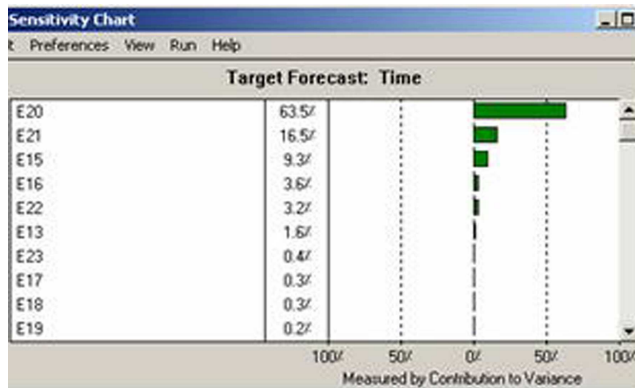 Sensitivity Chart
t Preferences View Run Help
Target Forecast: Time
E20 63.5%
E21 16.5%
E15 9.3%
E16 3.6%
E22 3.2%
E13 1.6%
E23 0.4%
E17 0.3%
E18 0.3%
E19 0.2%
100% 50% 0% 50% 100%
Measured by Contribution to Variance